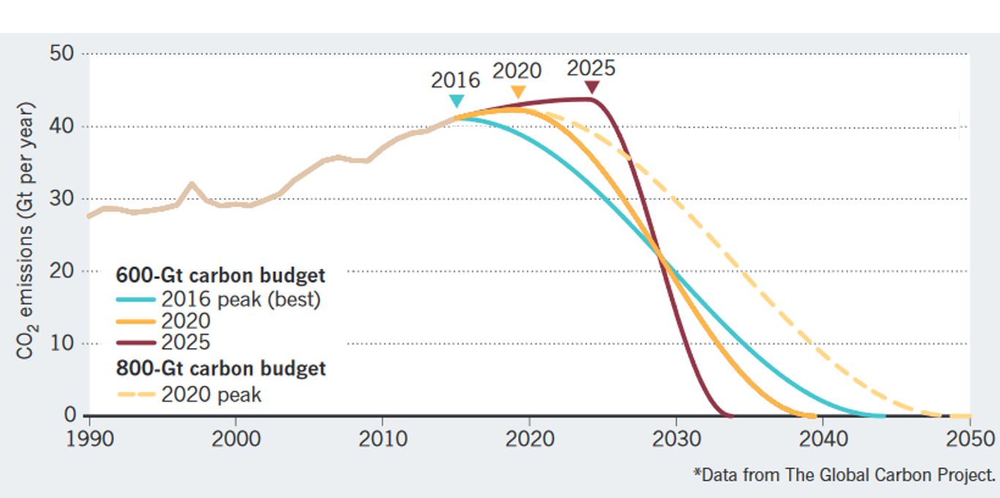 50
2016 2020 2025
40
30
20
10
0
CO₂ emissions (Gt per year)
600-Gt carbon budget
2016 peak (best)
2020
2025
800-Gt carbon budget
2020 peak
1990 2000 2010 2020 2030 2040 2050
*Data from The Global Carbon Project.